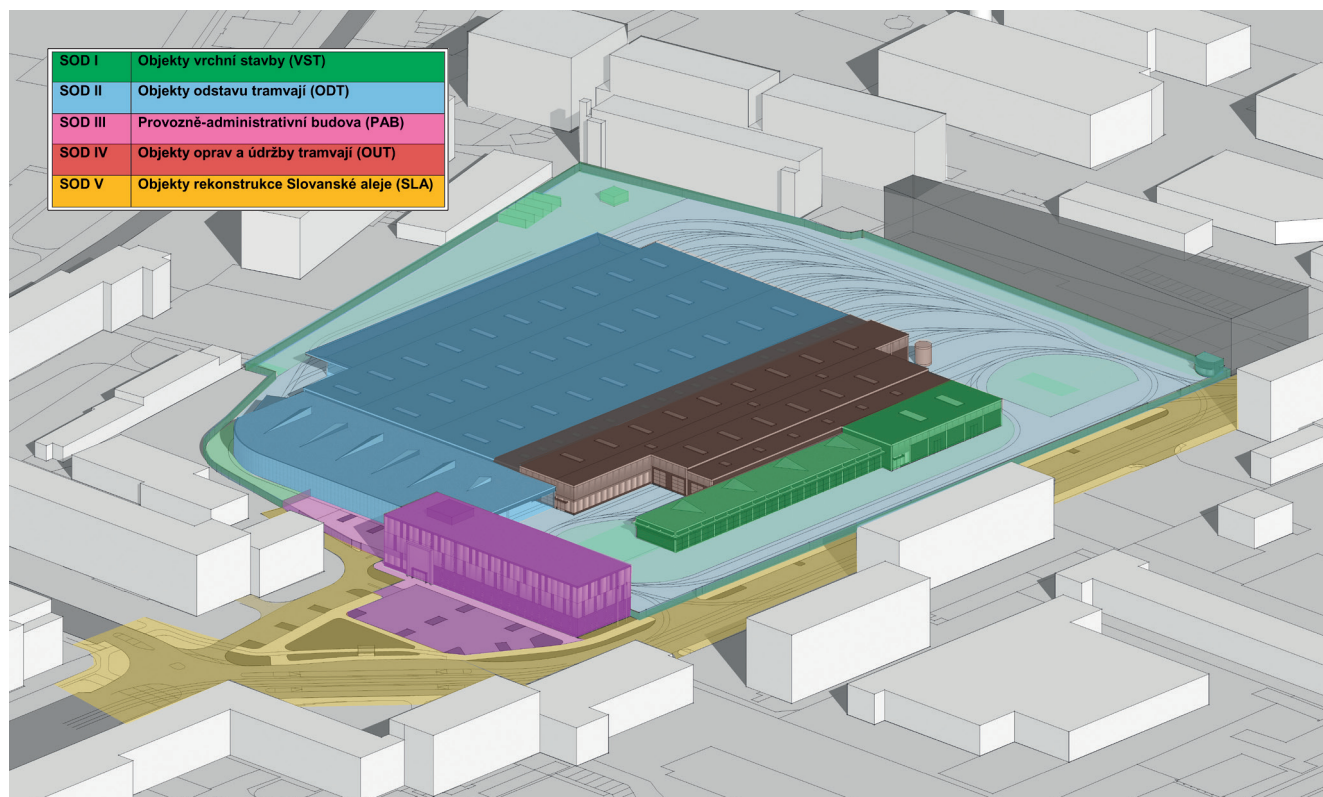 SOD I Objekty vrchní stavby (VST)
SOD II Objekty odstavu tramvají (ODT)
SOD III Provozně-administrativní budova (PAB)
SOD IV Objekty oprav a údržby tramvají (OUT)
SOD V Objekty rekonstrukce Slovanské aleje (SLA)